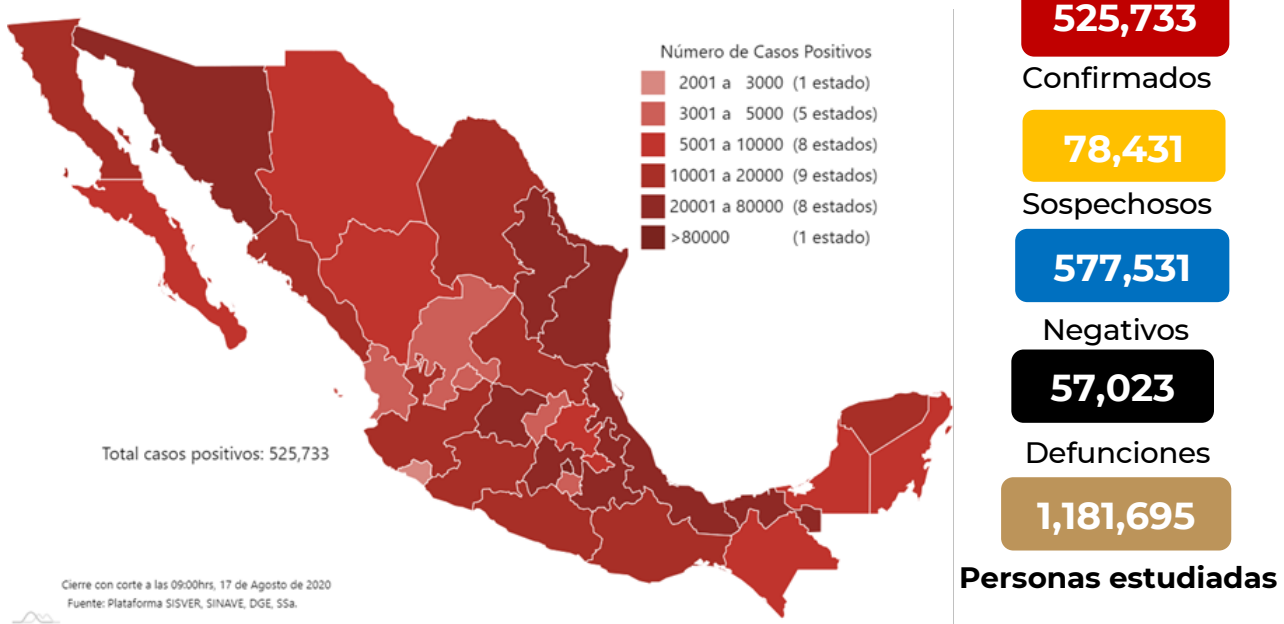 Número de Casos Positivos
2001 a 3000 (1 estado)
3001 a 5000 (5 estados)
5001 a 10000 (8 estados)
10001 a 20000 (9 estados)
20001 a 80000 (8 estados)
>80000 (1 estado)
Total casos positivos: 525,733
Cierre con corte a las 09:00hrs, 17 de Agosto de 2020
Fuente: Plataforma SISVER, SINAVE, DGE, SSa.
525,733
Confirmados
78,431
Sospechosos
577,531
Negativos
57,023
Defunciones
1,181,695
Personas estudiadas